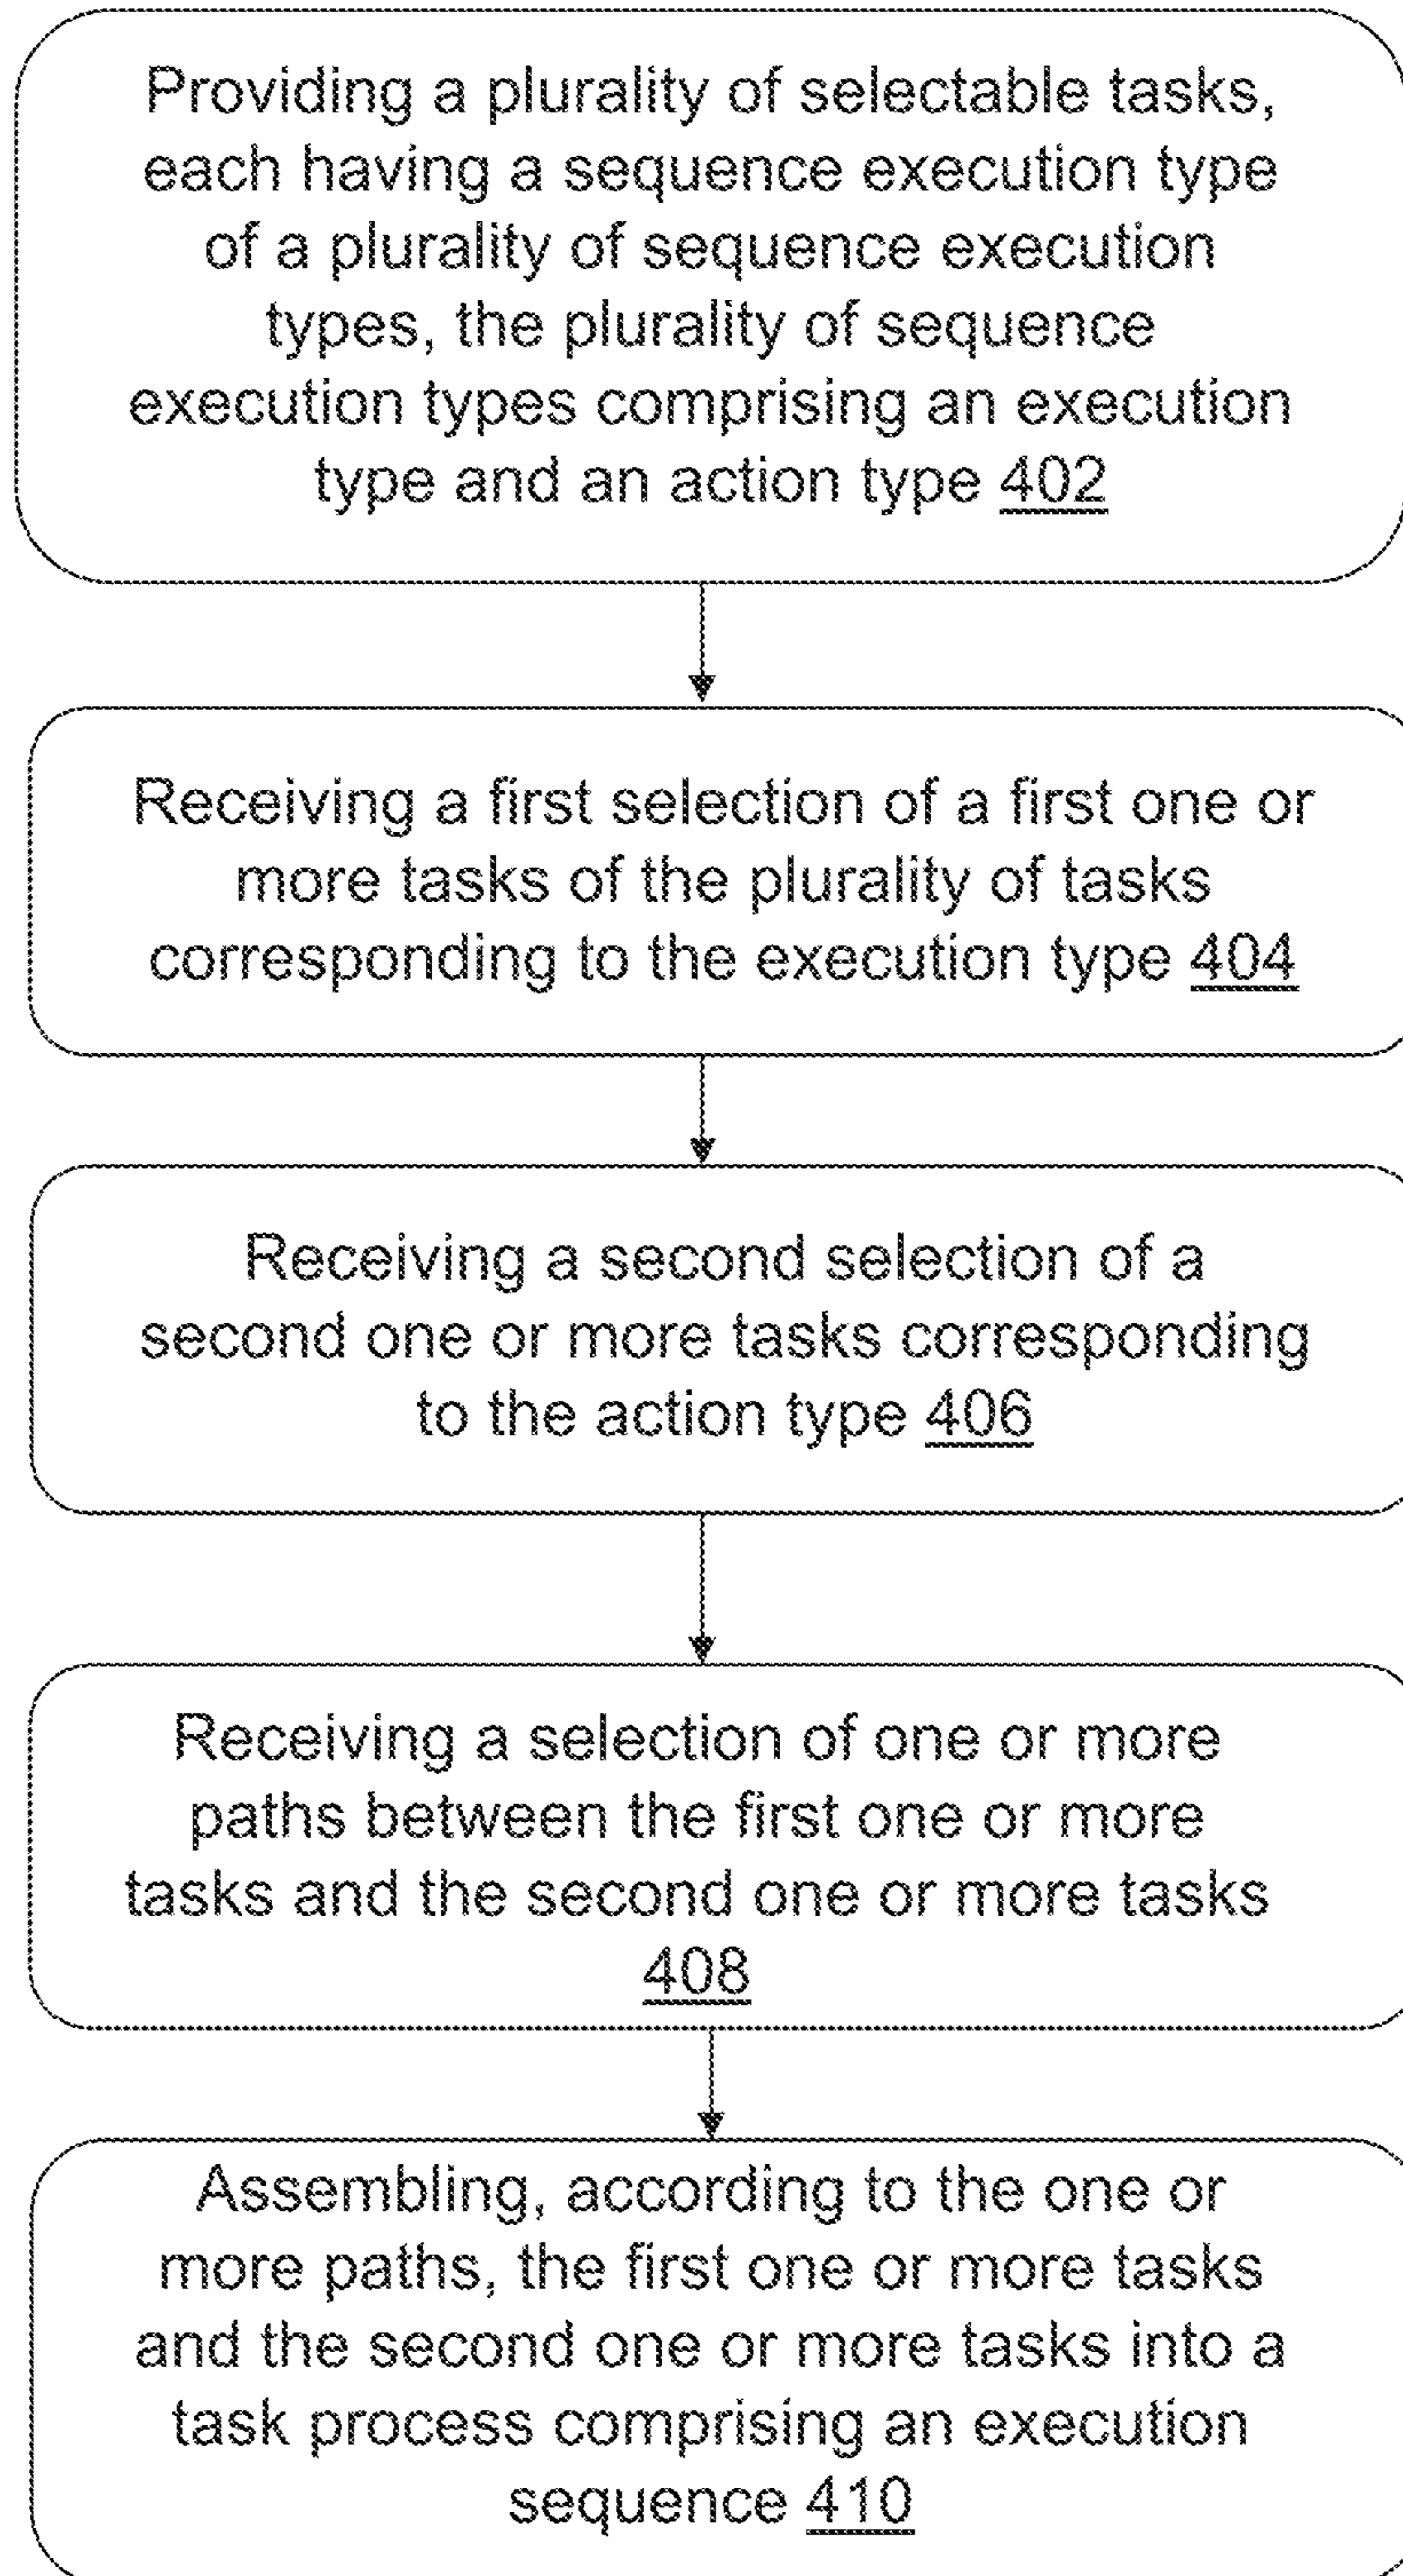 Providing a plurality of selectable tasks,
each having a sequence execution type
of a plurality of sequence execution
types, the plurality of sequence
execution types comprising an execution
type and an action type 402
Receiving a first selection of a first one or
more tasks of the plurality of tasks
corresponding to the execution type 404
Receiving a second selection of a
second one or more tasks corresponding
to the action type 406
Receiving a selection of one or more
paths between the first one or more
tasks and the second one or more tasks
408
Assembling, according to the one or
more paths, the first one or more tasks
and the second one or more tasks into a
task process comprising an execution
sequence 410